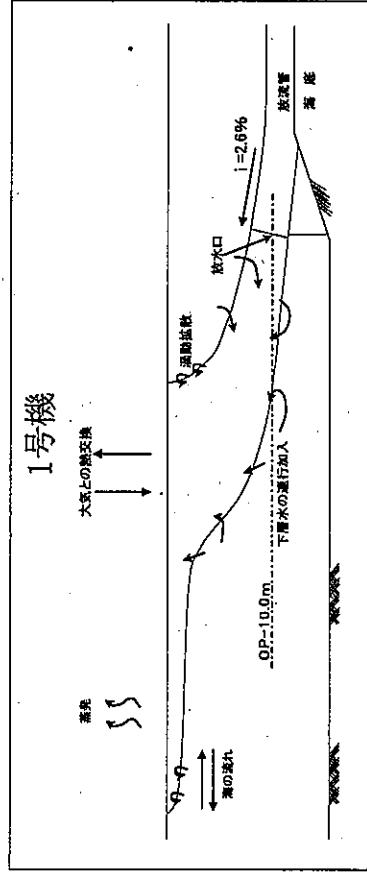 1号機
大気との熱交換
蒸発
渦動拡散
i=2.6%
放流管
放水口
海底
OP-10.0m
下層水の連行加入
海の流れ